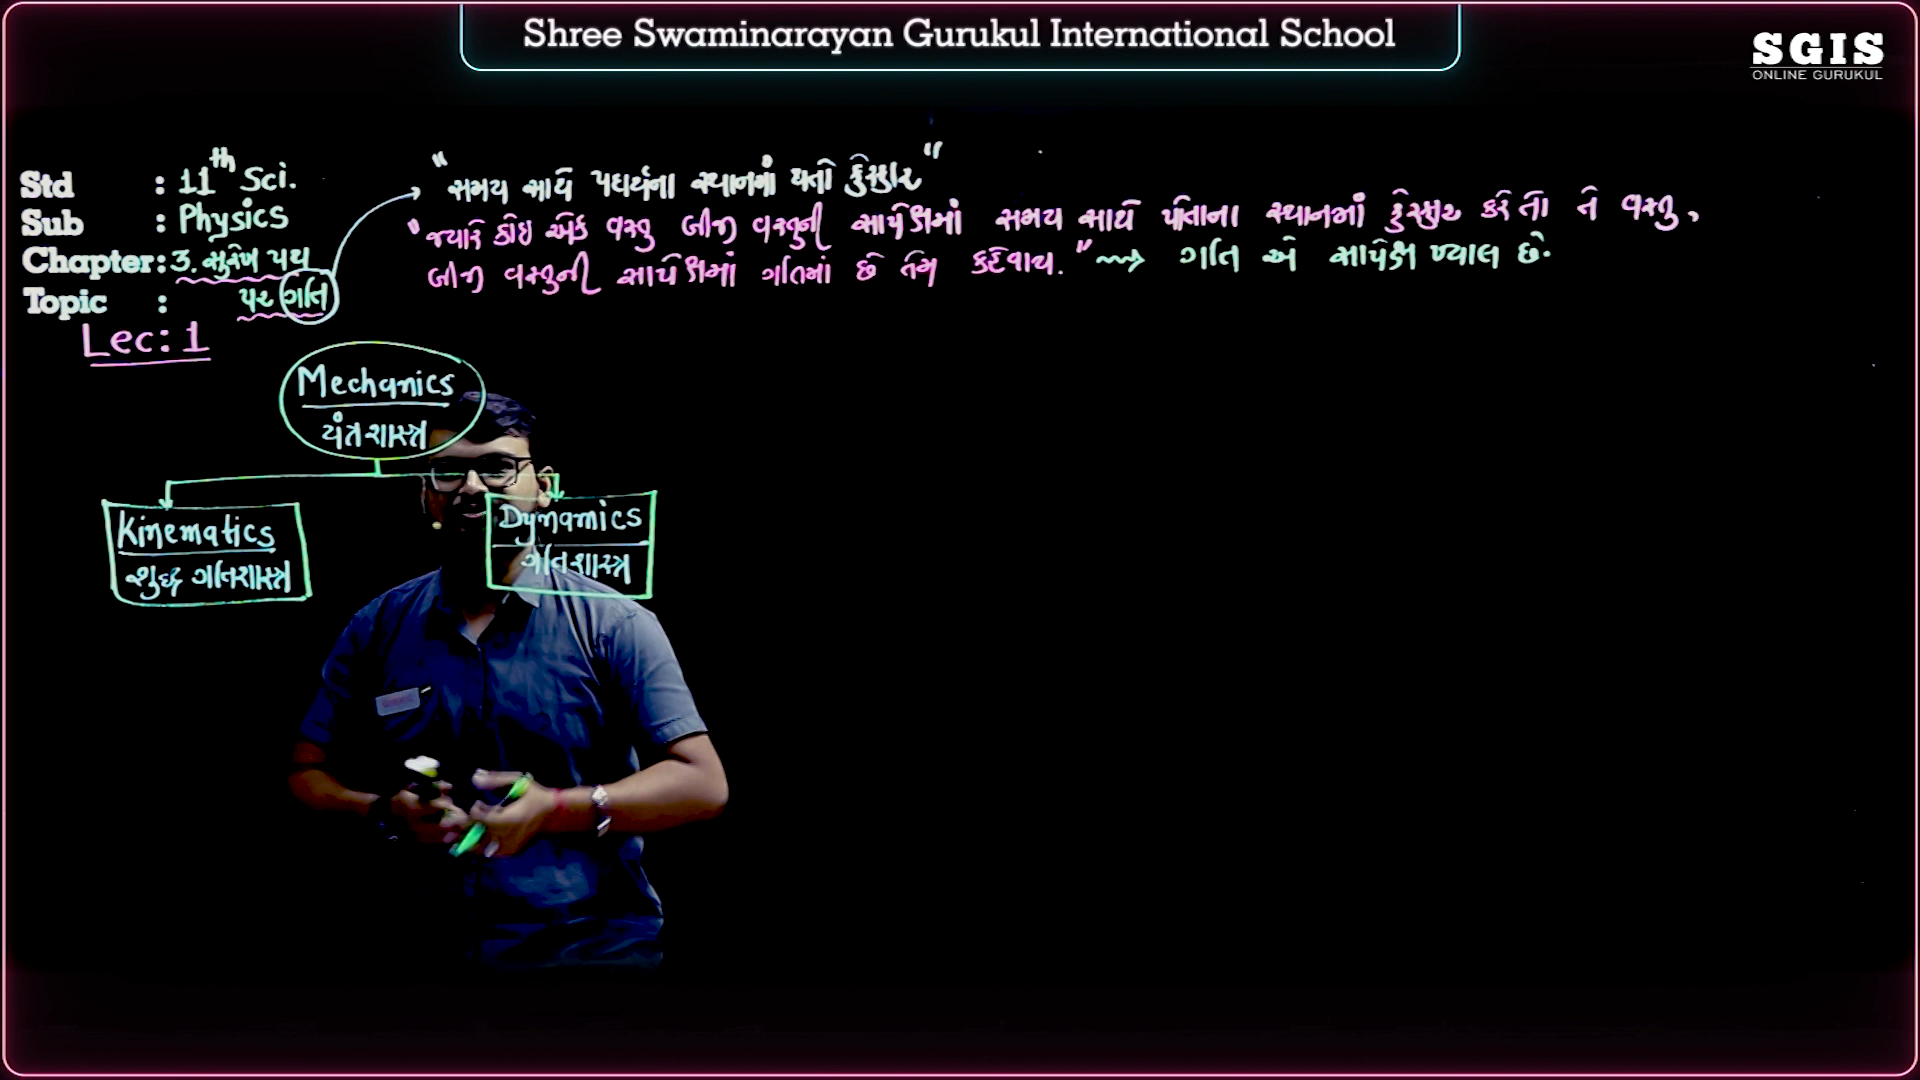 Shree Swaminarayan Gurukul International School
SGIS
ONLINE GURUKUL
Std : 11th Sci.
Sub : Physics
Chapter: 3. સુરેખ પથ
Topic : પર ગતિ
Lec: 1
"સમય સાથે પદાર્થના સ્થાનમાં થતો ફેરફાર"
"જ્યારે કોઇ એક વસ્તુ બીજી વસ્તુની સાપેક્ષમાં સમય સાથે પોતાના સ્થાનમાં ફેરફાર કરે તો તે વસ્તુ,
બીજી વસ્તુની સાપેક્ષમાં ગતિમાં છે તેમ કહેવાય." ગતિ એ સાપેક્ષ ખ્યાલ છે.
Mechanics
યંત્રશાસ્ત્ર
Kinematics
શુદ્ધ ગતિશાસ્ત્ર
Dynamics
ગતિશાસ્ત્ર